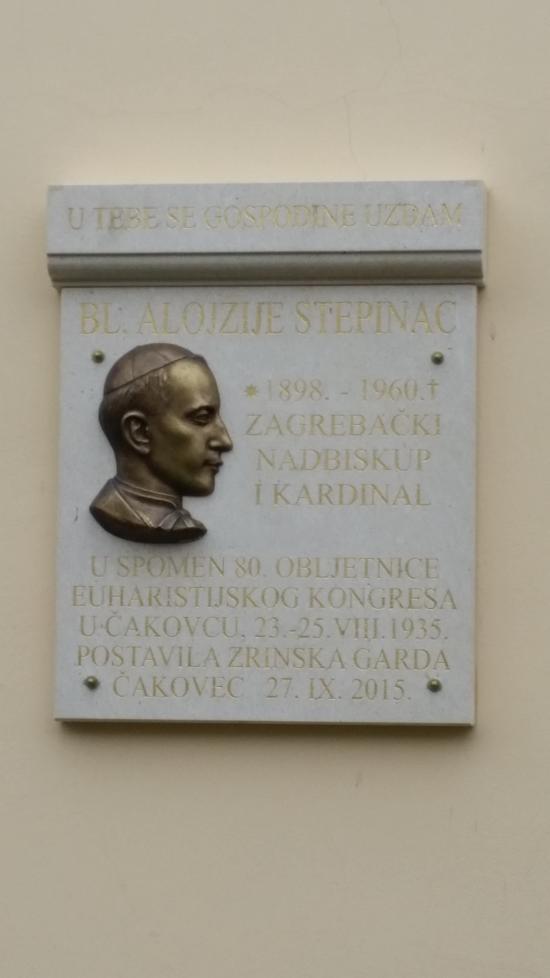 U TEBE SE GOSPODINE UZDAM
BL. ALOJZIJE STEPINAC
*1898. - 1960.†
ZAGREBAČKI
NADBISKUP
I KARDINAL
U SPOMEN 80. OBLJETNICE
EUHARISTIJSKOG KONGRESA
U ČAKOVCU, 23.-25.VIII.1935.
POSTAVILA ZRINSKA GARDA
ČAKOVEC 27. IX. 2015.